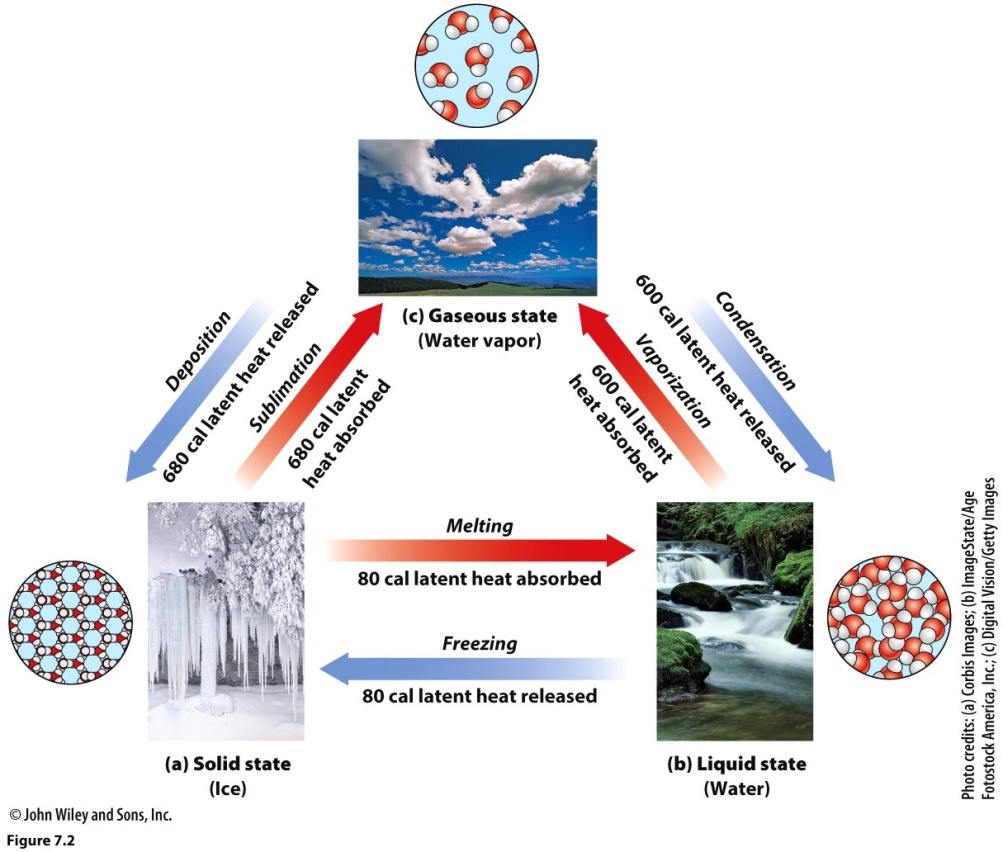 (c) Gaseous state
(Water vapor)
Deposition
680 cal latent heat released
Sublimation
680 cal latent
heat absorbed
Condensation
600 cal latent heat released
Vaporization
600 cal latent
heat absorbed
Melting
80 cal latent heat absorbed
Freezing
80 cal latent heat released
(a) Solid state
(Ice)
(b) Liquid state
(Water)
Photo credits: (a) Corbis Images; (b) ImageState/Age
Fotostock America, Inc.; (c) Digital Vision/Getty Images
© John Wiley and Sons, Inc.
Figure 7.2